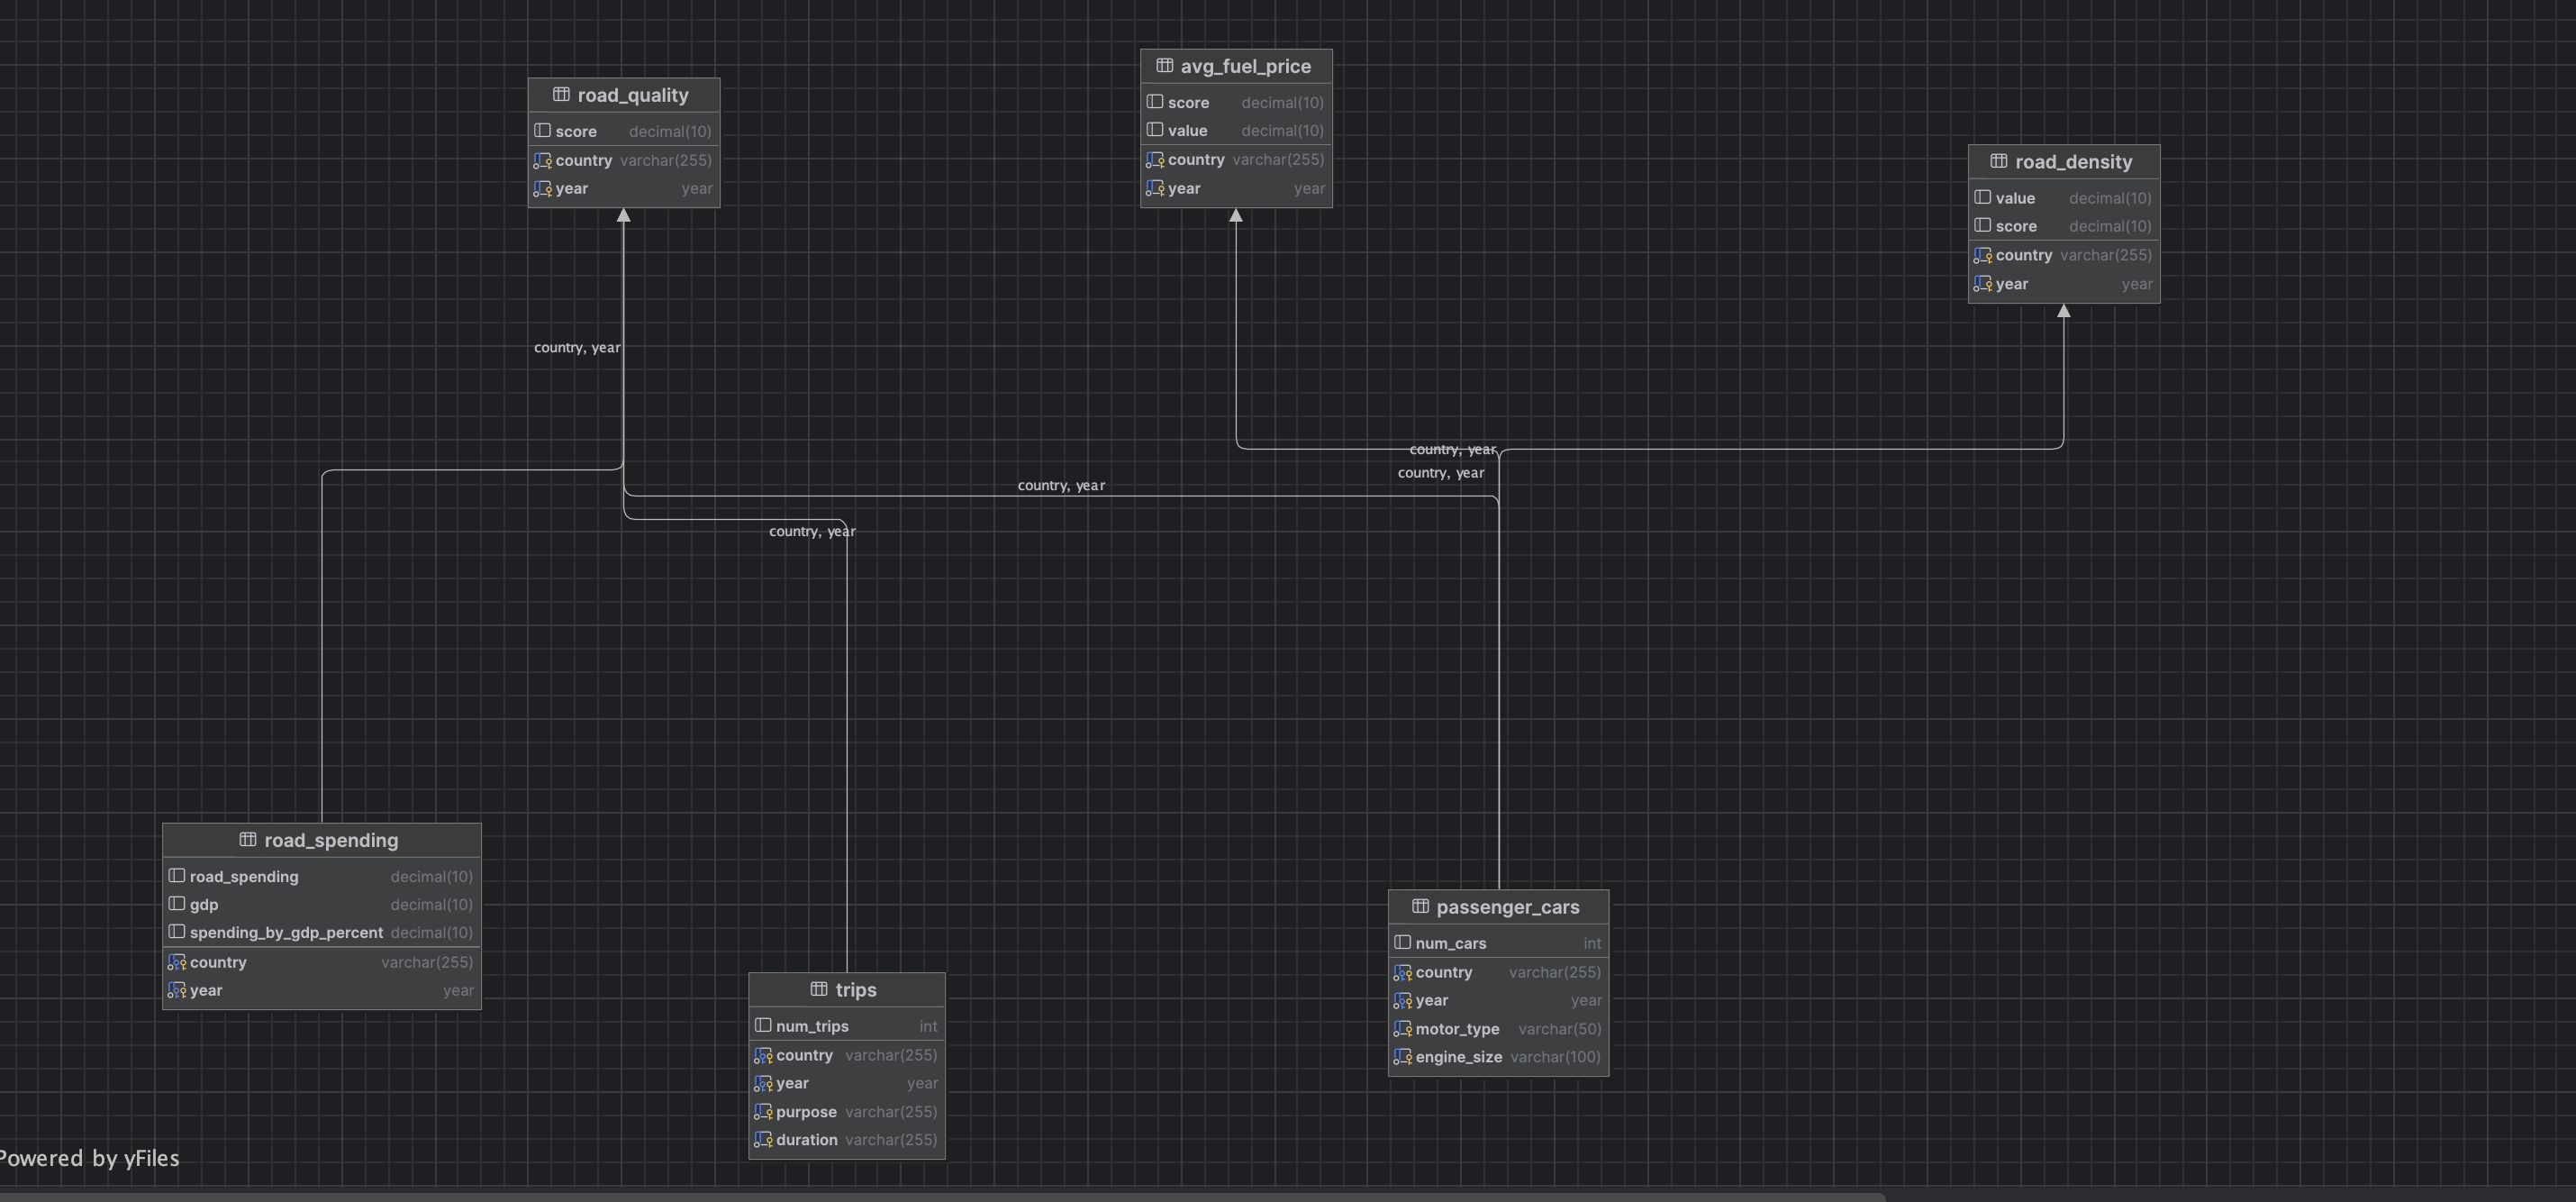 road_quality
score decimal(10)
country varchar(255)
year year
avg_fuel_price
score decimal(10)
value decimal(10)
country varchar(255)
year year
road_density
value decimal(10)
score decimal(10)
country varchar(255)
year year
country, year
country, year
country, year
country, year
country, year
road_spending
road_spending decimal(10)
gdp decimal(10)
spending_by_gdp_percent decimal(10)
country varchar(255)
year year
trips
num_trips int
country varchar(255)
year year
purpose varchar(255)
duration varchar(255)
passenger_cars
num_cars int
country varchar(255)
year year
motor_type varchar(50)
engine_size varchar(100)
Powered by yFiles